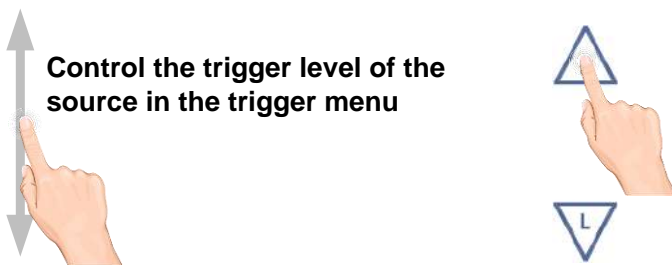 Control the trigger level of the
source in the trigger menu
L